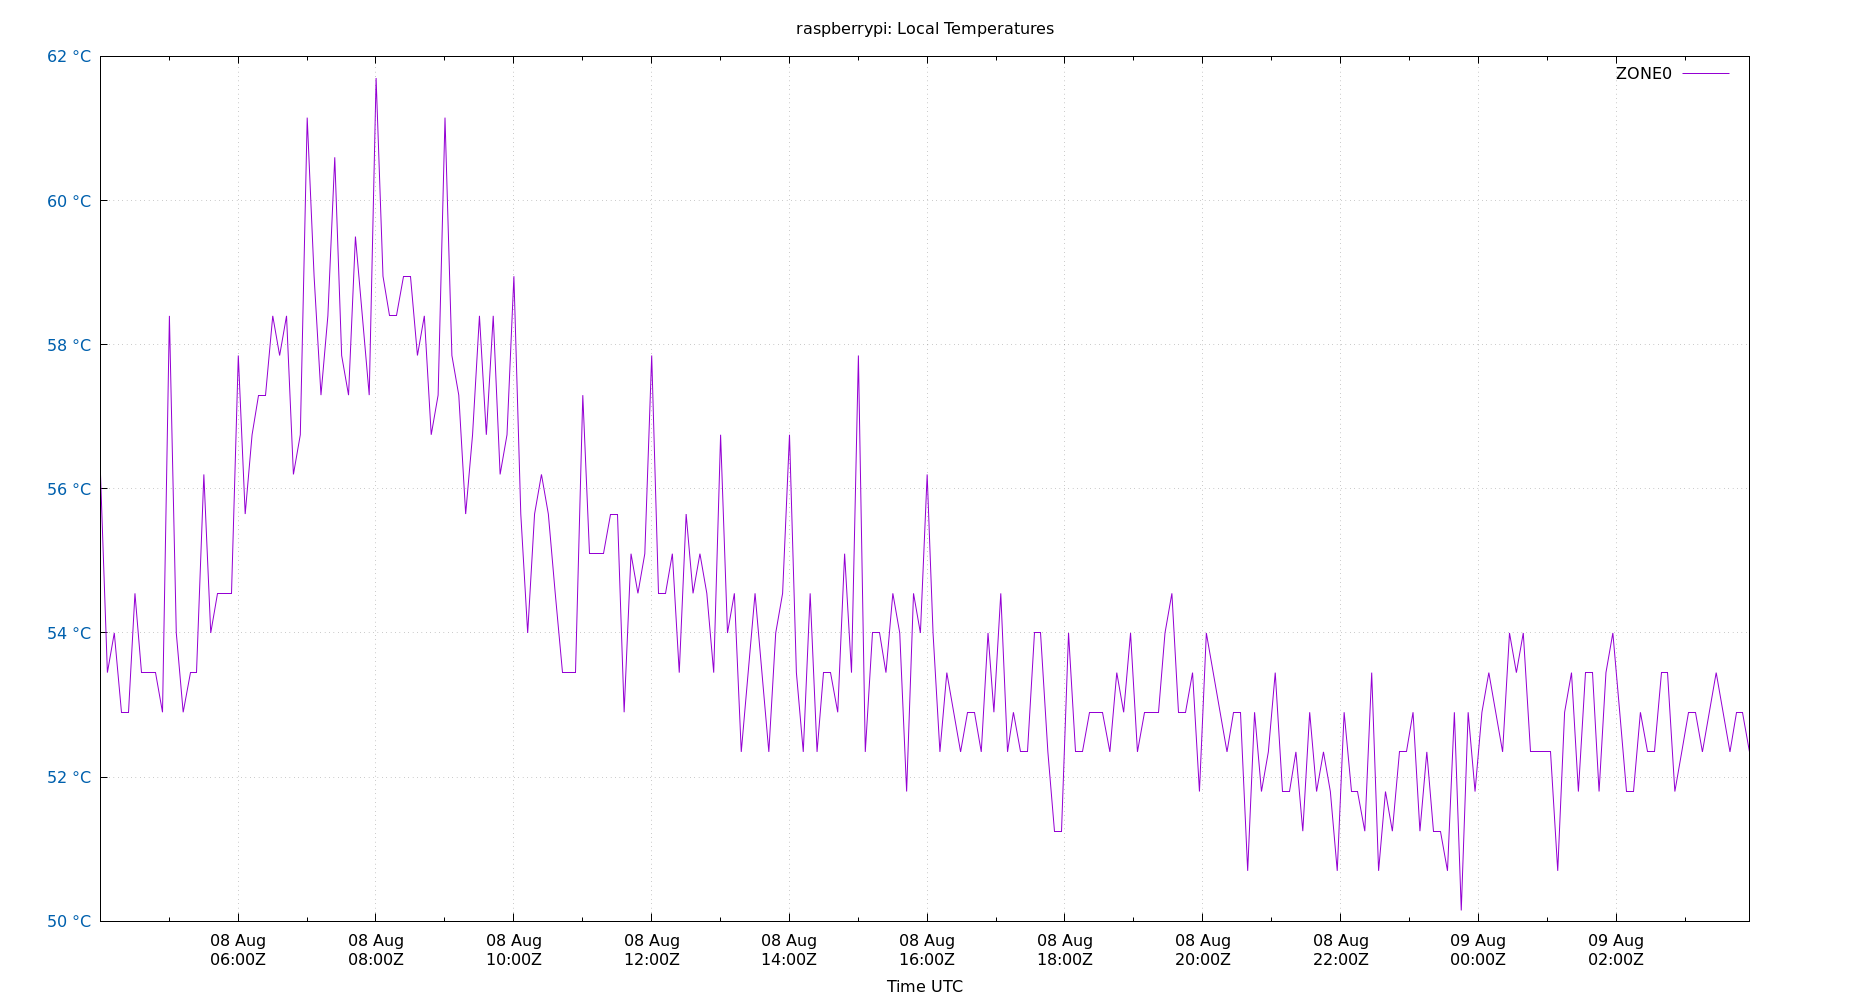 raspberrypi: Local Temperatures
ZONE0
62 °C
60 °C
58 °C
56 °C
54 °C
52 °C
50 °C
08 Aug 08 Aug 08 Aug 08 Aug 08 Aug 08 Aug 08 Aug 08 Aug 08 Aug 09 Aug 09 Aug
06:00Z 08:00Z 10:00Z 12:00Z 14:00Z 16:00Z 18:00Z 20:00Z 22:00Z 00:00Z 02:00Z
Time UTC